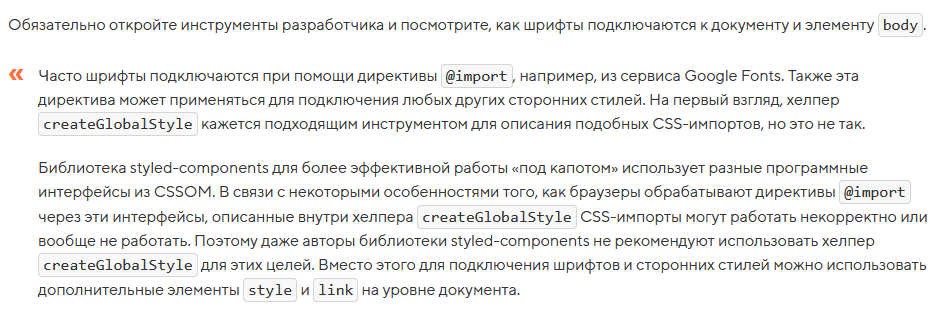 Обязательно откройте инструменты разработчика и посмотрите, как шрифты подключаются к документу и элементу body.
« Часто шрифты подключаются при помощи директивы @import, например, из сервиса Google Fonts. Также эта
директива может применяться для подключения любых других сторонних стилей. На первый взгляд, хелпер
createGlobalStyle кажется подходящим инструментом для описания подобных CSS-импортов, но это не так.
Библиотека styled-components для более эффективной работы «под капотом» использует разные программные
интерфейсы из CSSOM. В связи с некоторыми особенностями того, как браузеры обрабатывают директивы @import
через эти интерфейсы, описанные внутри хелпера createGlobalStyle CSS-импорты могут работать некорректно или
вообще не работать. Поэтому даже авторы библиотеки styled-components не рекомендуют использовать хелпер
createGlobalStyle для этих целей. Вместо этого для подключения шрифтов и сторонних стилей можно использовать
дополнительные элементы style и link на уровне документа.